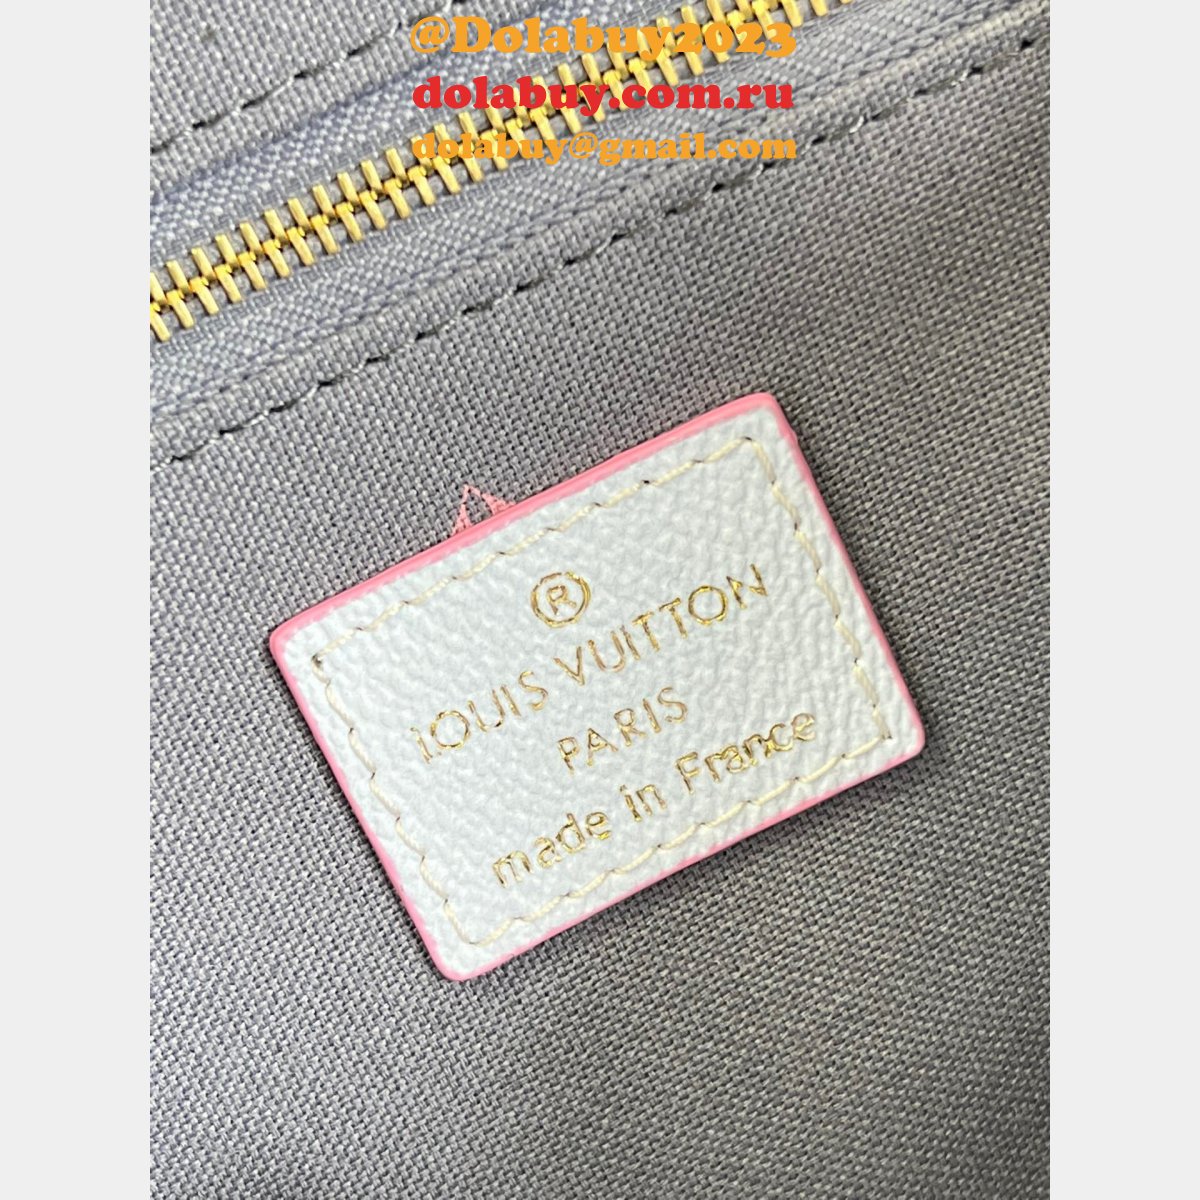 @Dolabuy2023
dolabuy.com.ru
dolabuy@gmail.com
®
LOUIS VUITTON
PARIS
made in France